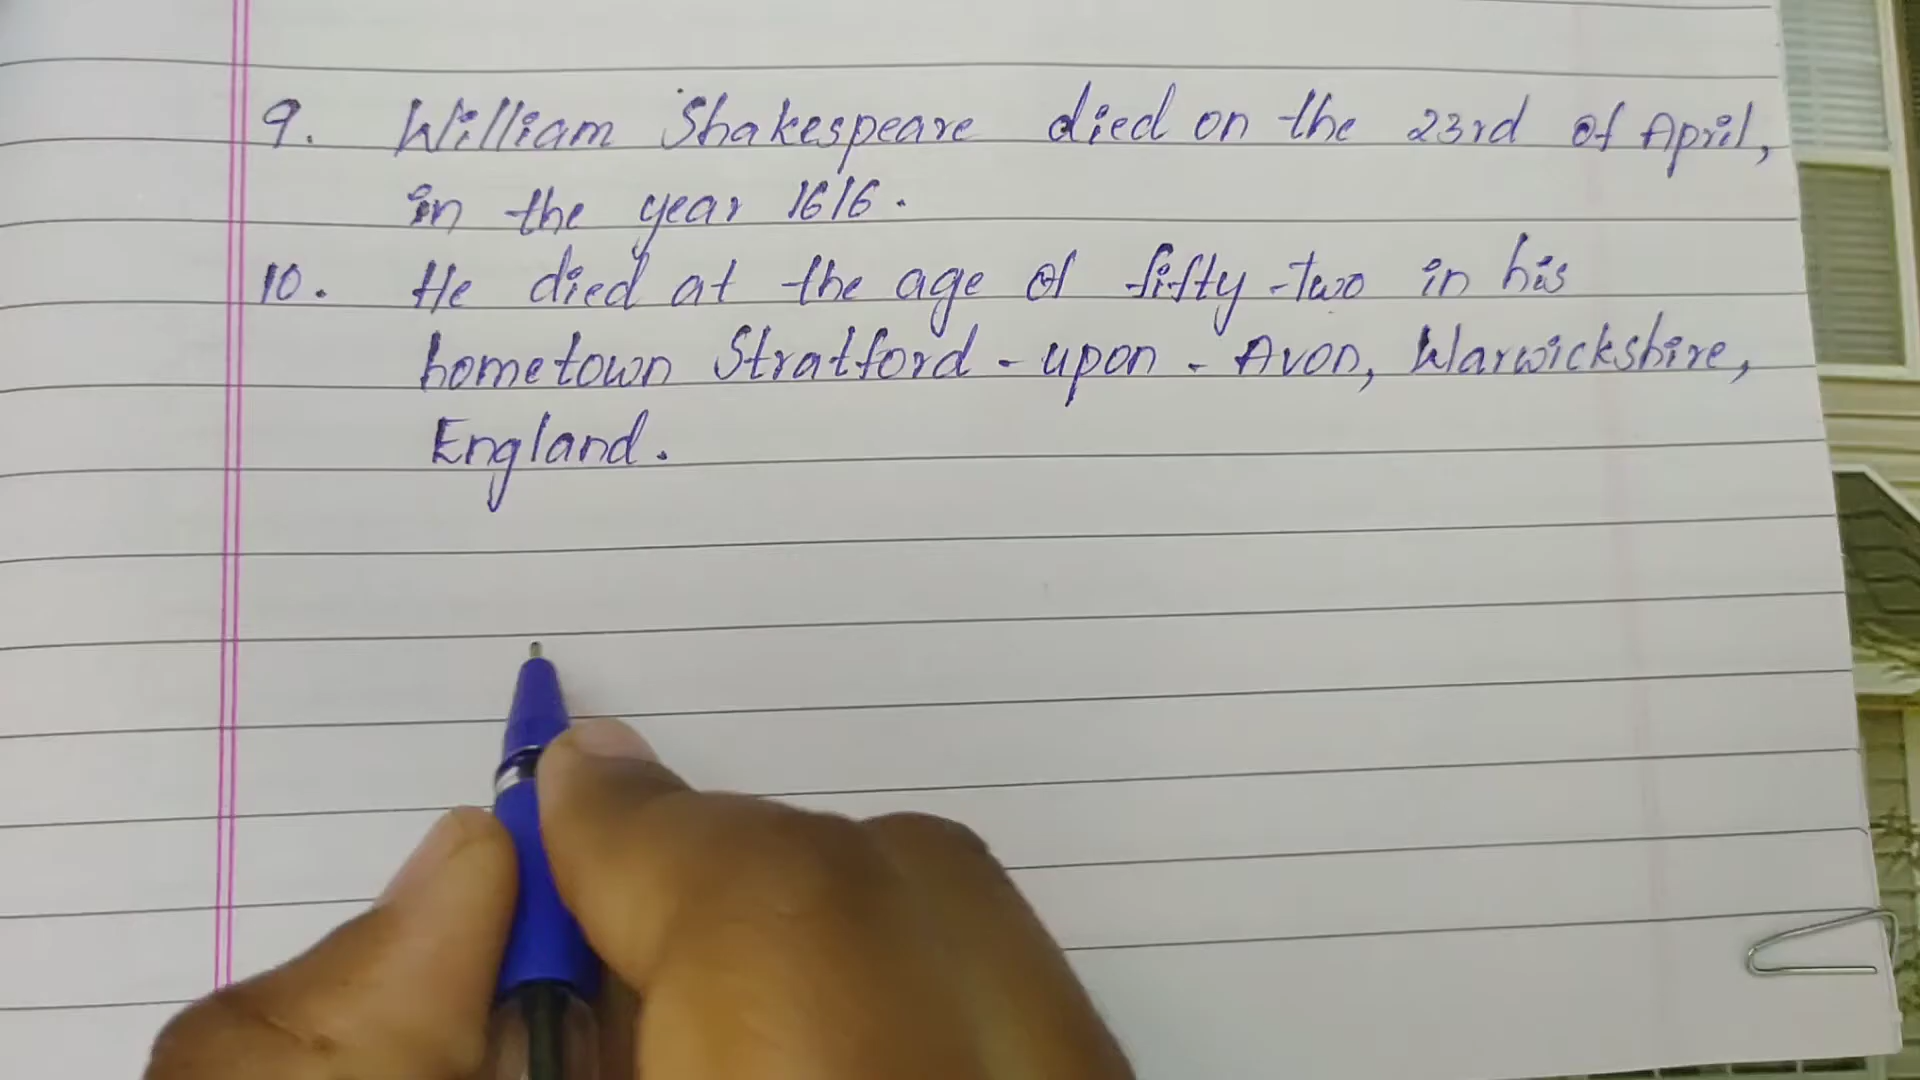 9. William Shakespeare died on the 23rd of April,
in the year 1616.
10. He died at the age of fifty-two in his
hometown Stratford - upon - Avon, Warwickshire,
England.